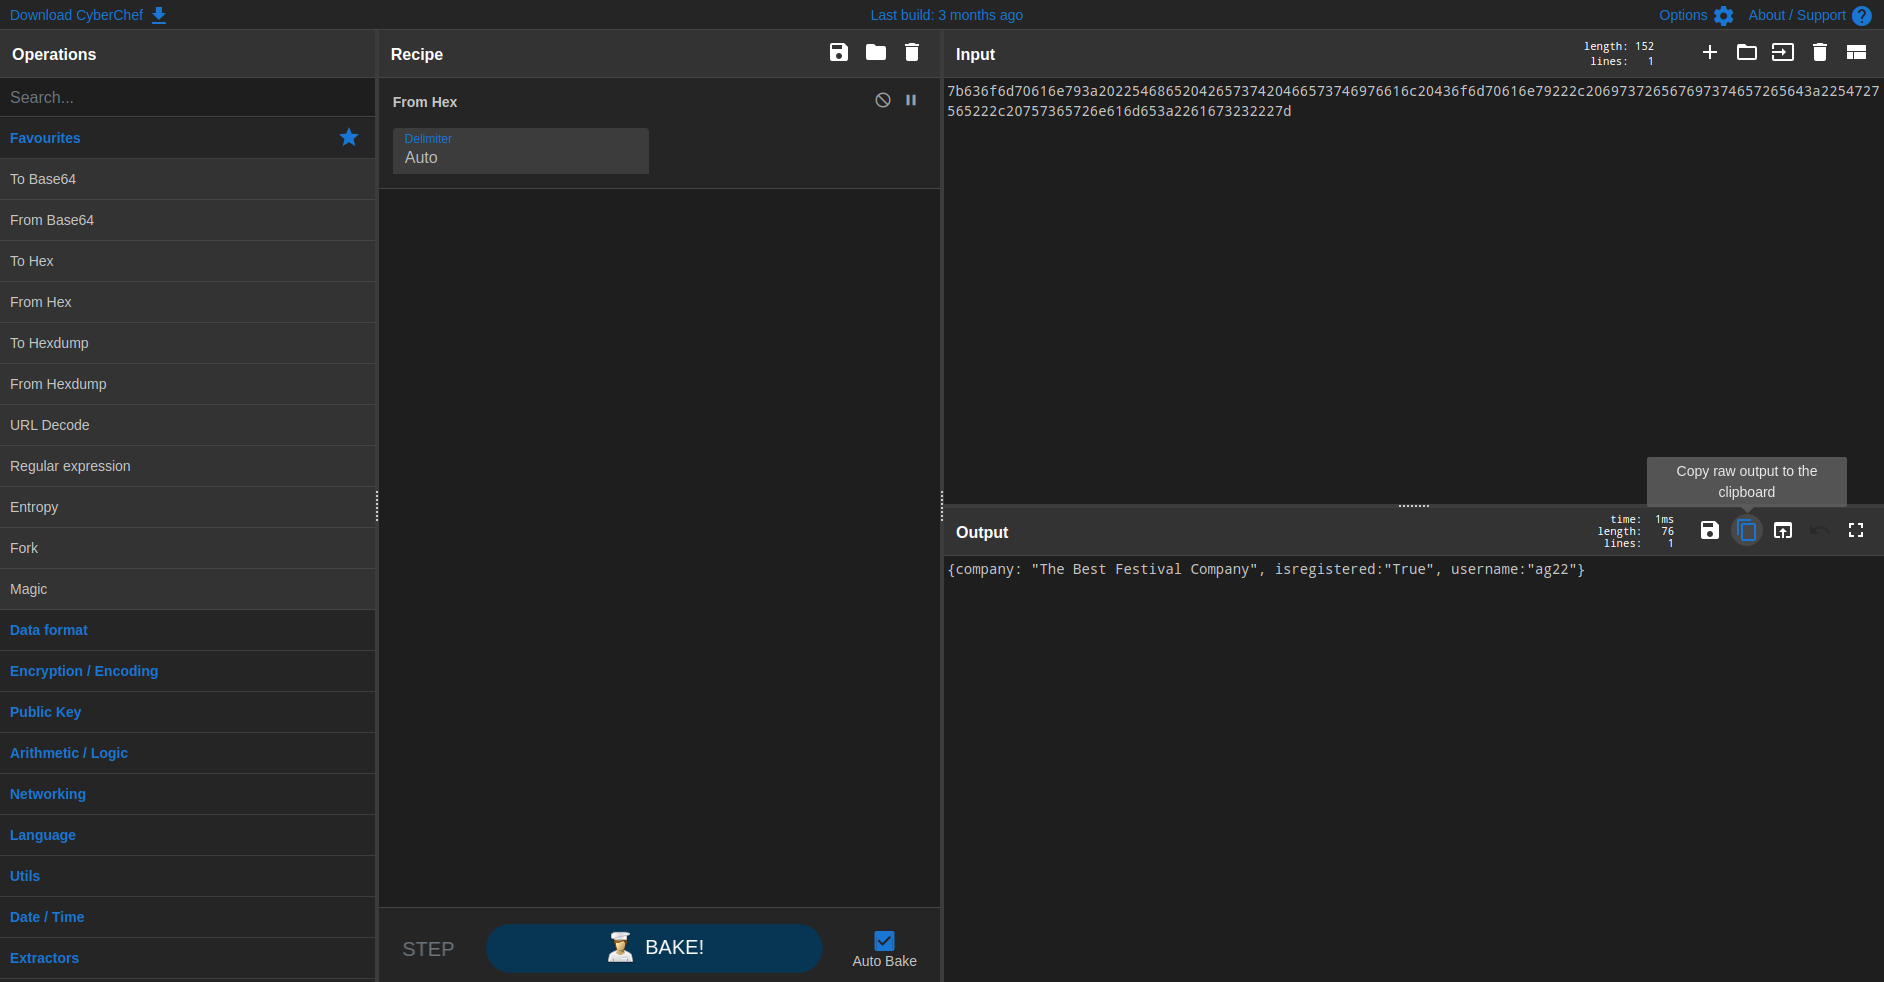 Download CyberChef
Last build: 3 months ago
Options
About / Support
Operations
Search...
Favourites
To Base64
From Base64
To Hex
From Hex
To Hexdump
From Hexdump
URL Decode
Regular expression
Entropy
Fork
Magic
Data format
Encryption / Encoding
Public Key
Arithmetic / Logic
Networking
Language
Utils
Date / Time
Extractors
Recipe
From Hex
Delimiter
Auto
STEP
BAKE!
Auto Bake
Input
length: 152
lines: 1
7b636f6d70616e793a2022546865204265737420466573746976616c20436f6d70616e79222c206973726567697374657265643a2254727
565222c20757365726e616d653a2261673232227d
Copy raw output to the
clipboard
Output
time: 1ms
length: 76
lines: 1
{company: "The Best Festival Company", isregistered:"True", username:"ag22"}